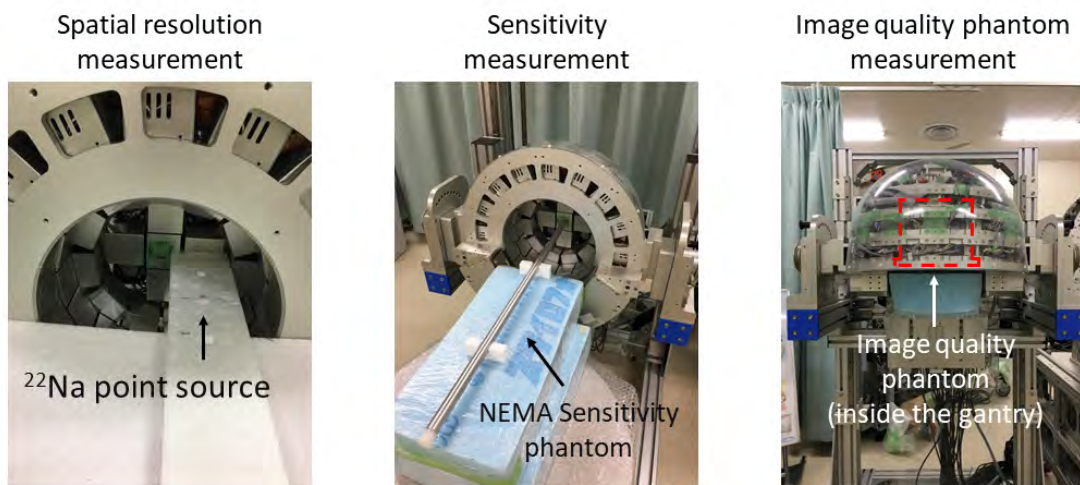 Spatial resolution
measurement
Sensitivity
measurement
Image quality phantom
measurement
²²Na point source
NEMA Sensitivity
phantom
Image quality
phantom
(inside the gantry)